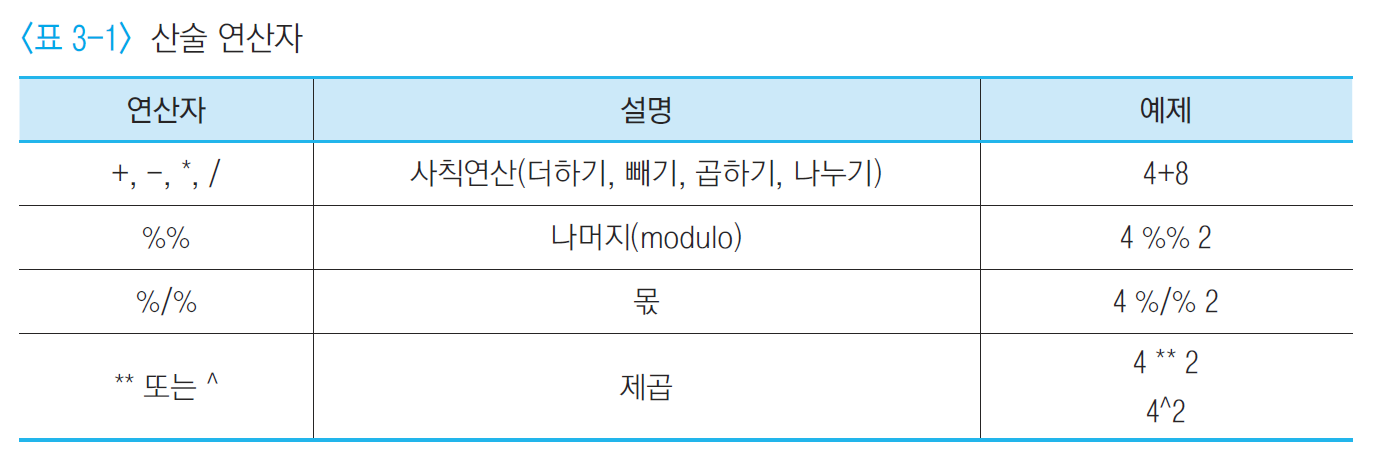 〈표 3-1〉 산술 연산자
연산자 설명 예제
+, -, *, / 사칙연산(더하기, 빼기, 곱하기, 나누기) 4+8
%% 나머지(modulo) 4 %% 2
%/% 몫 4 %/% 2
** 또는 ^ 제곱 4 ** 2
4^2